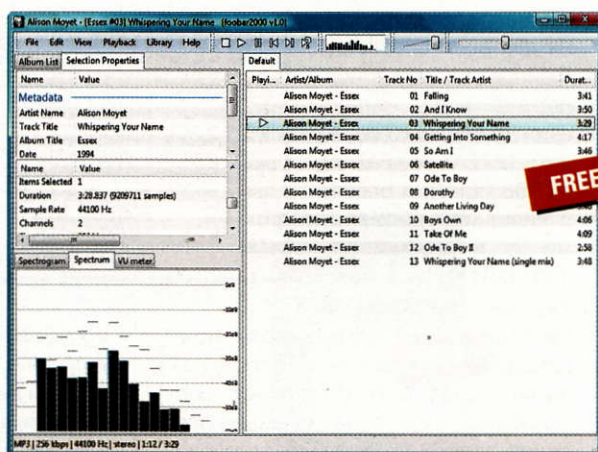 Alison Moyet - [Essex #03] Whispering Your Name (foobar2000 v1.0)
File Edit View Playback Library Help
Album List Selection Properties
Name Value
Metadata
Artist Name Alison Moyet
Track Title Whispering Your Name
Album Title Essex
Date 1994
Name Value
Items Selected 1
Duration 3:28.837 (9209711 samples)
Sample Rate 44100 Hz
Channels 2
Spectrogram Spectrum VU meter
MP3 | 256 kbps | 44100 Hz | stereo | 1:12 / 3:29
Default
Playi... Artist/Album Track No Title / Track Artist Durat...
Alison Moyet - Essex 01 Falling 3:41
Alison Moyet - Essex 02 And I Know 3:50
Alison Moyet - Essex 03 Whispering Your Name 3:29
Alison Moyet - Essex 04 Getting Into Something 4:17
Alison Moyet - Essex 05 So Am I 3:46
Alison Moyet - Essex 06 Satellite
Alison Moyet - Essex 07 Ode To Boy
Alison Moyet - Essex 08 Dorothy
Alison Moyet - Essex 09 Another Living Day
Alison Moyet - Essex 10 Boys Own 4:06
Alison Moyet - Essex 11 Take Of Me 4:09
Alison Moyet - Essex 12 Ode To Boy II 2:58
Alison Moyet - Essex 13 Whispering Your Name (single mix) 3:48
FREE